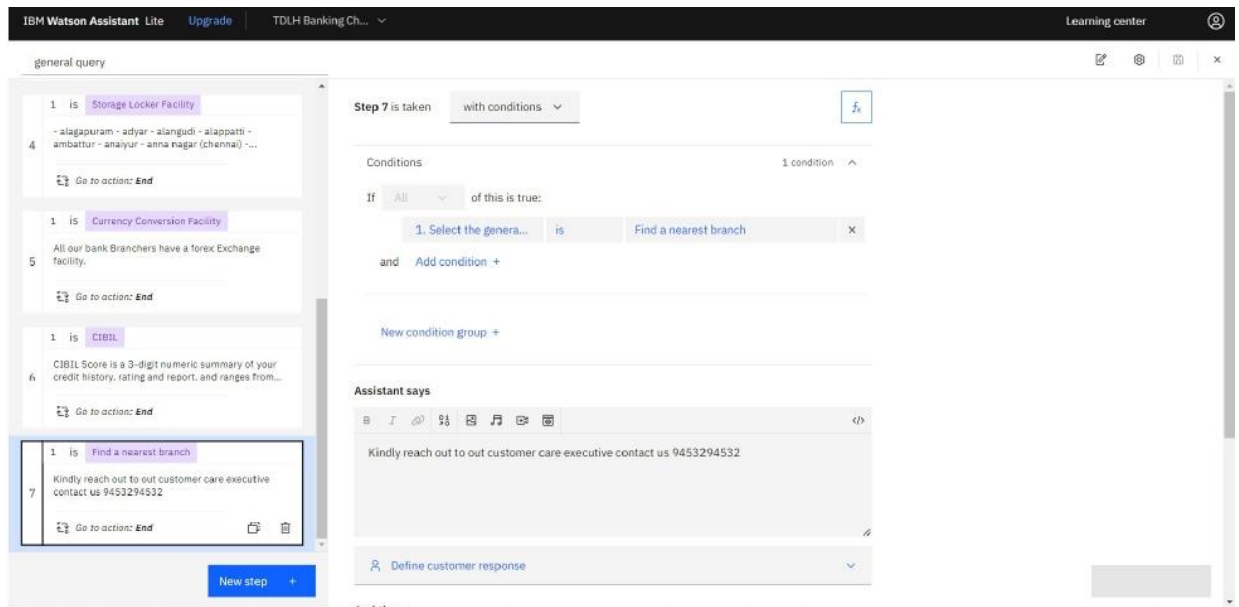 IBM Watson Assistant Lite Upgrade TDLH Banking Ch... Learning center
general query
1 is Storage Locker Facility
- alagapuram - adyar - alangudi - alappatti -
4 ambattur - anaiyur - anna nagar (chennai) -...
Go to action: End
1 is Currency Conversion Facility
All our bank Branchers have a forex Exchange
5 facility.
Go to action: End
1 is CIBIL
CIBIL Score is a 3-digit numeric summary of your
6 credit history, rating and report, and ranges from...
Go to action: End
1 is Find a nearest branch
Kindly reach out to out customer care executive
7 contact us 9453294532
Go to action: End
New step +
Step 7 is taken with conditions fx
Conditions 1 condition
If All of this is true:
1. Select the genera... is Find a nearest branch ×
and Add condition +
New condition group +
Assistant says
B I </>
Kindly reach out to out customer care executive contact us 9453294532
Define customer response